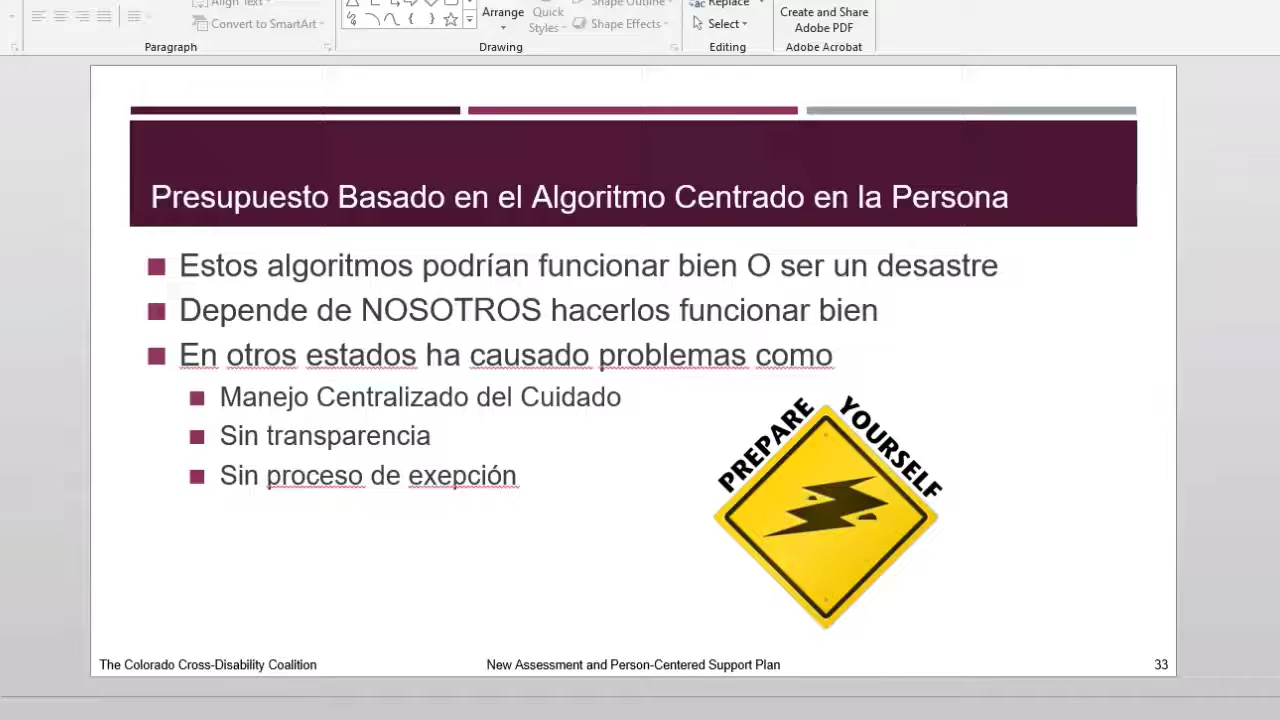 Align Text
Replace
Convert to SmartArt
Arrange
Quick
Styles
Shape Outline
Shape Effects
Select
Create and Share
Adobe PDF
Paragraph
Drawing
Editing
Adobe Acrobat
Presupuesto Basado en el Algoritmo Centrado en la Persona
Estos algoritmos podrían funcionar bien O ser un desastre
Depende de NOSOTROS hacerlos funcionar bien
En otros estados ha causado problemas como
Manejo Centralizado del Cuidado
Sin transparencia
Sin proceso de exepción
PREPARE YOURSELF
The Colorado Cross-Disability Coalition
New Assessment and Person-Centered Support Plan
33